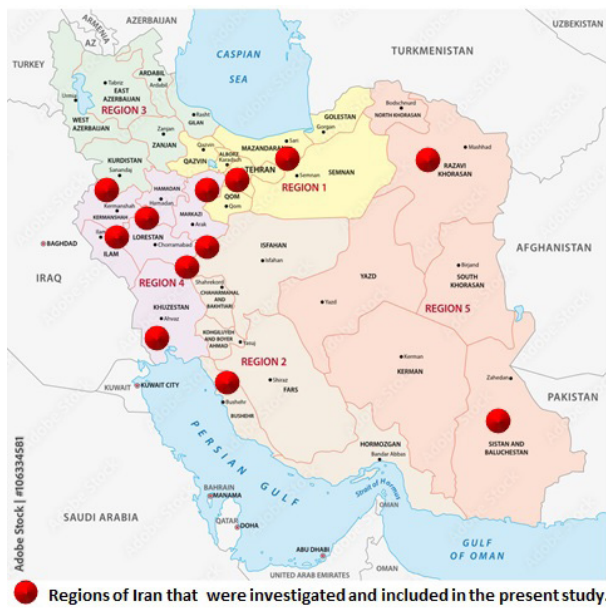 AZERBAIJAN
ARMENIA
AZ
UZBEKISTAN
TURKEY
CASPIAN
SEA
TURKMENISTAN
ARDABIL
Ardabil
Tabriz
EAST
AZERBAIJAN
Urmia
REGION 3
WEST
AZERBAIJAN
Rasht
GILAN
Zanjan
ZANJAN
GOLESTAN
Gorgan
Bodschnurd
NORTH KHORASAN
Mashhad
RAZAVI
KHORASAN
Qazvin
QAZVIN
MAZANDARAN
Sari
ALBORZ
Karadsch
TEHRAN
Semnan
SEMNAN
REGION 1
KURDISTAN
Sanandaj
QOM
Qom
HAMADAN
Hamadan
Kermanshah
KERMANSHAH
MARKAZI
Arak
LORESTAN
Khorramabad
ILAM
BAGHDAD
IRAQ
ISFAHAN
Isfahan
AFGHANISTAN
Birjand
SOUTH
KHORASAN
YAZD
Yazd
REGION 4
Shahrekord
CHAHARMAHAL
AND
BAKHTIARI
REGION 5
KHUZESTAN
Ahvaz
KOHGILUYEH
AND BOYER
AHMAD
Yasuj
REGION 2
Shiraz
FARS
Kerman
KERMAN
Zahedan
PAKISTAN
KUWAIT
KUWAIT CITY
Bushehr
BUSHEHR
SISTAN AND
BALUCHESTAN
HORMOZGAN
Bandar Abbas
PERSIAN GULF
Strait of Hormus
BAHRAIN
MANAMA
OMAN
SAUDI ARABIA
QATAR
DOHA
ABU DHABI
GULF
OF OMAN
UNITED ARAB EMIRATES
OMAN
Adobe Stock | #106334581
Regions of Iran that were investigated and included in the present study.